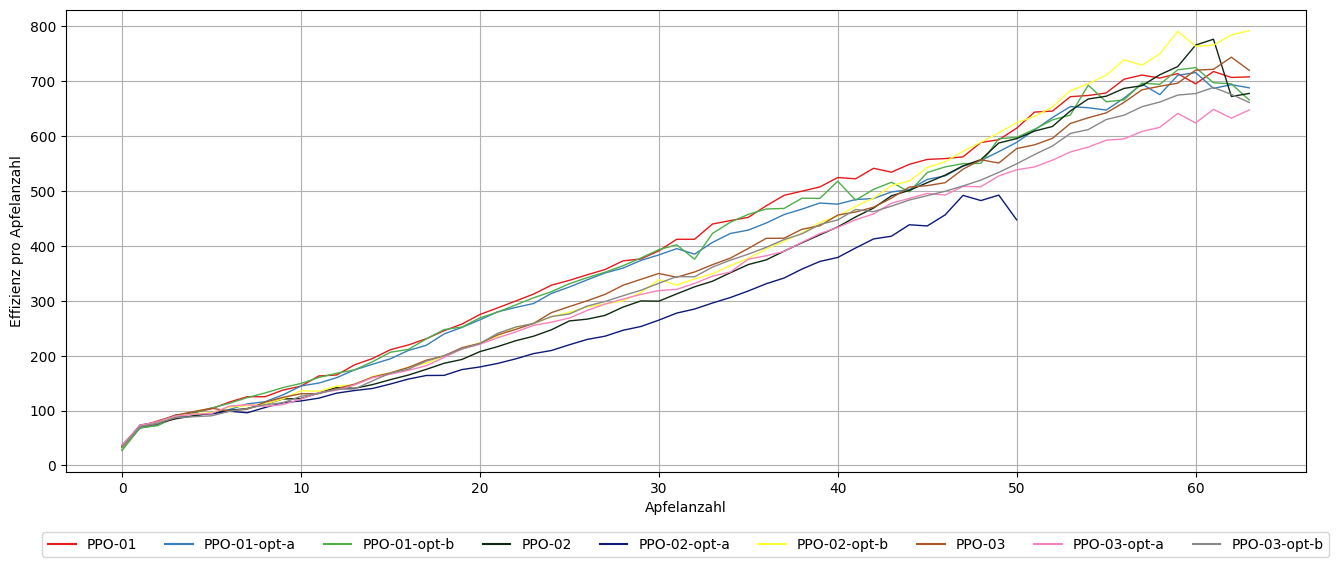 800
700
600
500
400
300
200
100
0
Effizienz pro Apfelanzahl
0 10 20 30 40 50 60
Apfelanzahl
PPO-01 PPO-01-opt-a PPO-01-opt-b PPO-02 PPO-02-opt-a PPO-02-opt-b PPO-03 PPO-03-opt-a PPO-03-opt-b